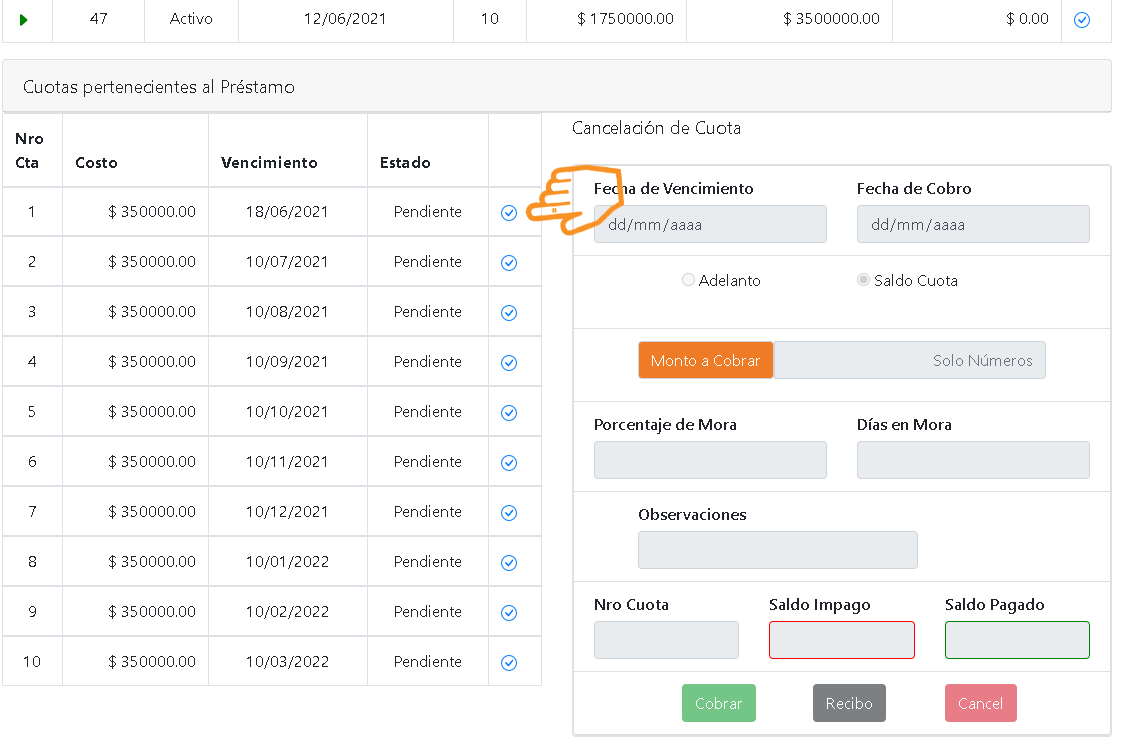 47 Activo 12/06/2021 10 $ 1750000.00 $ 3500000.00 $ 0.00
Cuotas pertenecientes al Préstamo
Nro Cta Costo Vencimiento Estado
1 $ 350000.00 18/06/2021 Pendiente
2 $ 350000.00 10/07/2021 Pendiente
3 $ 350000.00 10/08/2021 Pendiente
4 $ 350000.00 10/09/2021 Pendiente
5 $ 350000.00 10/10/2021 Pendiente
6 $ 350000.00 10/11/2021 Pendiente
7 $ 350000.00 10/12/2021 Pendiente
8 $ 350000.00 10/01/2022 Pendiente
9 $ 350000.00 10/02/2022 Pendiente
10 $ 350000.00 10/03/2022 Pendiente
Cancelación de Cuota
Fecha de Vencimiento Fecha de Cobro
dd/mm/aaaa dd/mm/aaaa
Adelanto Saldo Cuota
Monto a Cobrar Solo Números
Porcentaje de Mora Días en Mora
Observaciones
Nro Cuota Saldo Impago Saldo Pagado
Cobrar Recibo Cancel